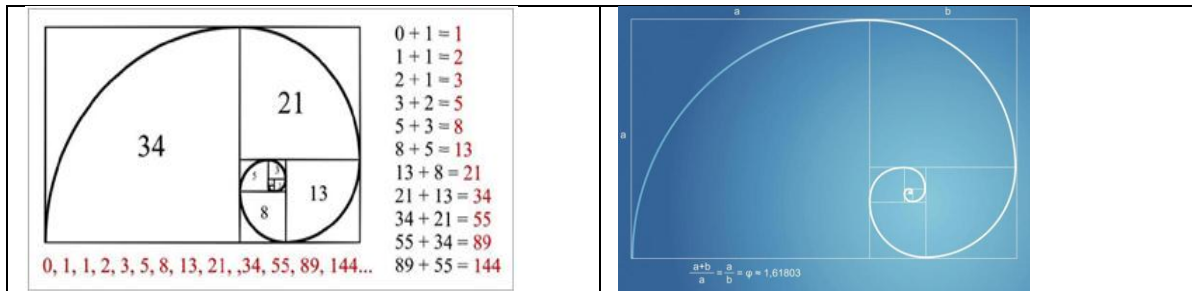 0 + 1 = 1
1 + 1 = 2
2 + 1 = 3
3 + 2 = 5
5 + 3 = 8
8 + 5 = 13
13 + 8 = 21
21 + 13 = 34
34 + 21 = 55
55 + 34 = 89
89 + 55 = 144
34
21
13
8
5
3
0, 1, 1, 2, 3, 5, 8, 13, 21, ,34, 55, 89, 144...
a
b
a
a+b
a
= a
b
= φ ≈ 1,61803